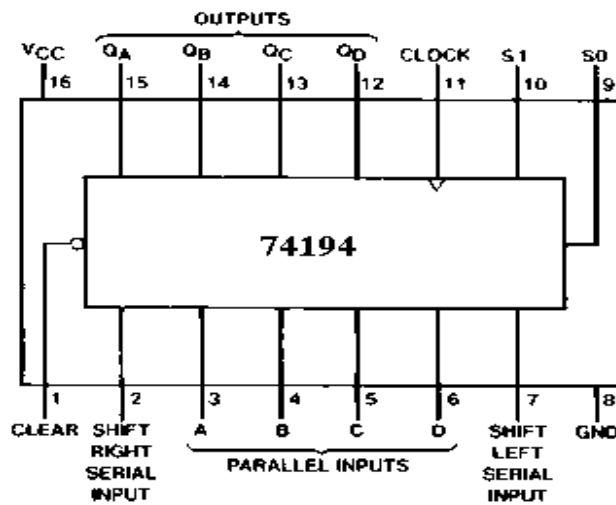 OUTPUTS
VCC QA QB QC QD CLOCK S1 S0
16 15 14 13 12 11 10 9
74194
1 2 3 4 5 6 7 8
CLEAR SHIFT RIGHT SERIAL INPUT A B C D SHIFT LEFT SERIAL INPUT GND
PARALLEL INPUTS